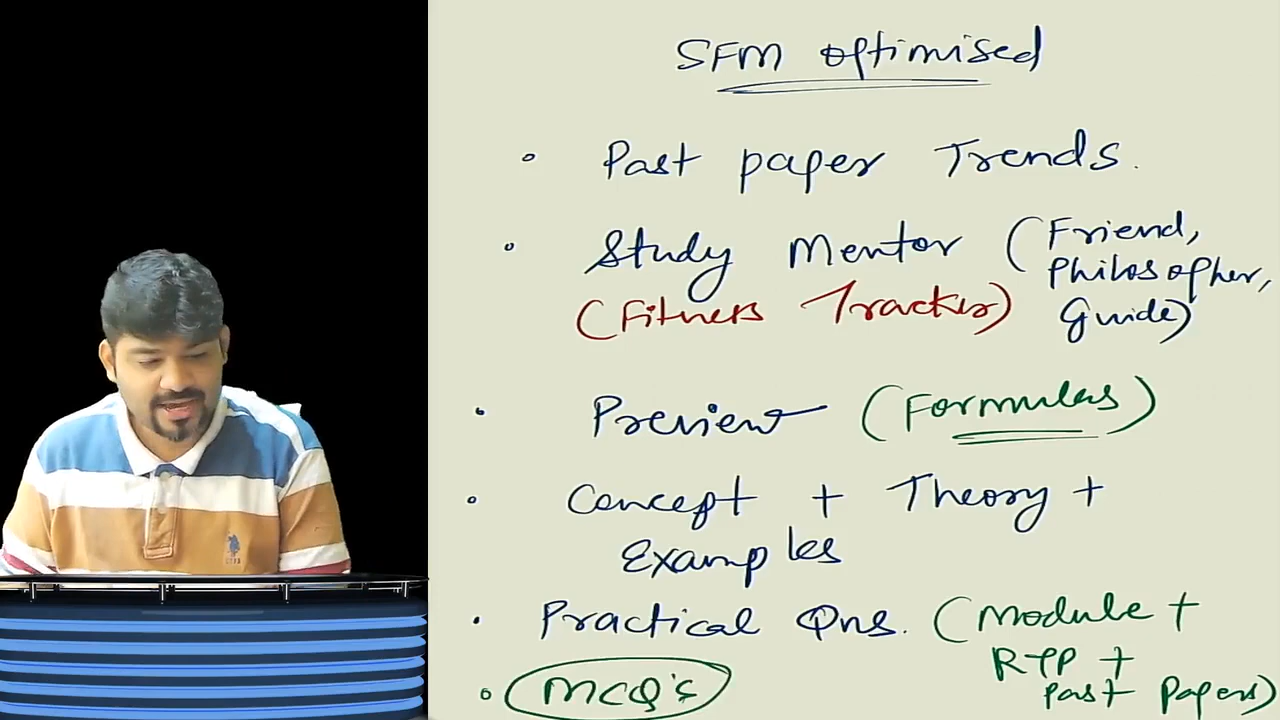 SFM optimised
• Past paper Trends.
• Study Mentor (Friend,
Philosopher,
(Fitness Tracker) Guide)
• Preview (Formulas)
• Concept + Theory +
Examples
• Practical Qns. (Module +
RTP +
• MCQ's Past Papers)